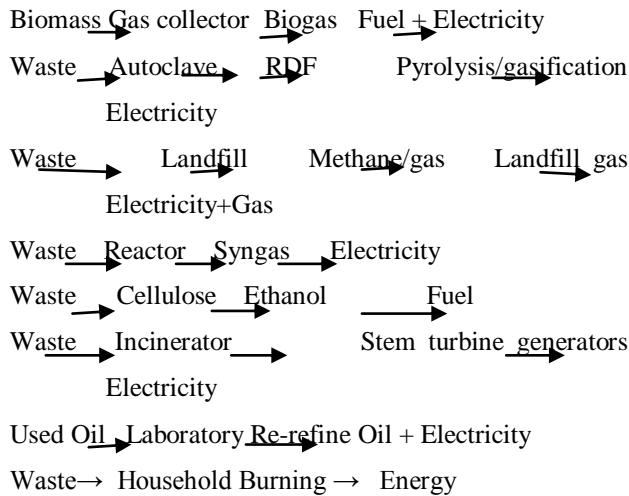 Biomass Gas collector Biogas Fuel + Electricity
Waste Autoclave RDF Pyrolysis/gasification
Electricity
Waste Landfill Methane/gas Landfill gas
Electricity+Gas
Waste Reactor Syngas Electricity
Waste Cellulose Ethanol Fuel
Waste Incinerator Stem turbine generators
Electricity
Used Oil Laboratory Re-refine Oil + Electricity
Waste→ Household Burning → Energy